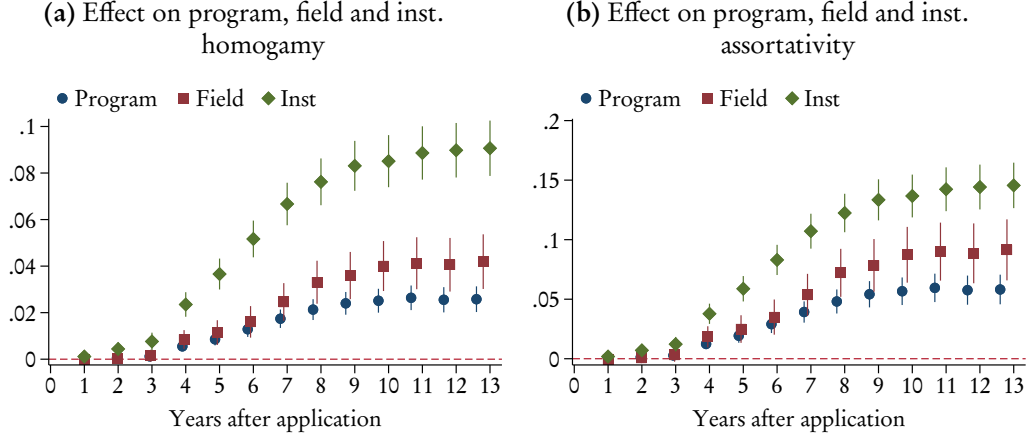 (a) Effect on program, field and inst.
homogamy
Program Field Inst
.1
.08
.06
.04
.02
0
0 1 2 3 4 5 6 7 8 9 10 11 12 13
Years after application
(b) Effect on program, field and inst.
assortativity
Program Field Inst
.2
.15
.1
.05
0
0 1 2 3 4 5 6 7 8 9 10 11 12 13
Years after application